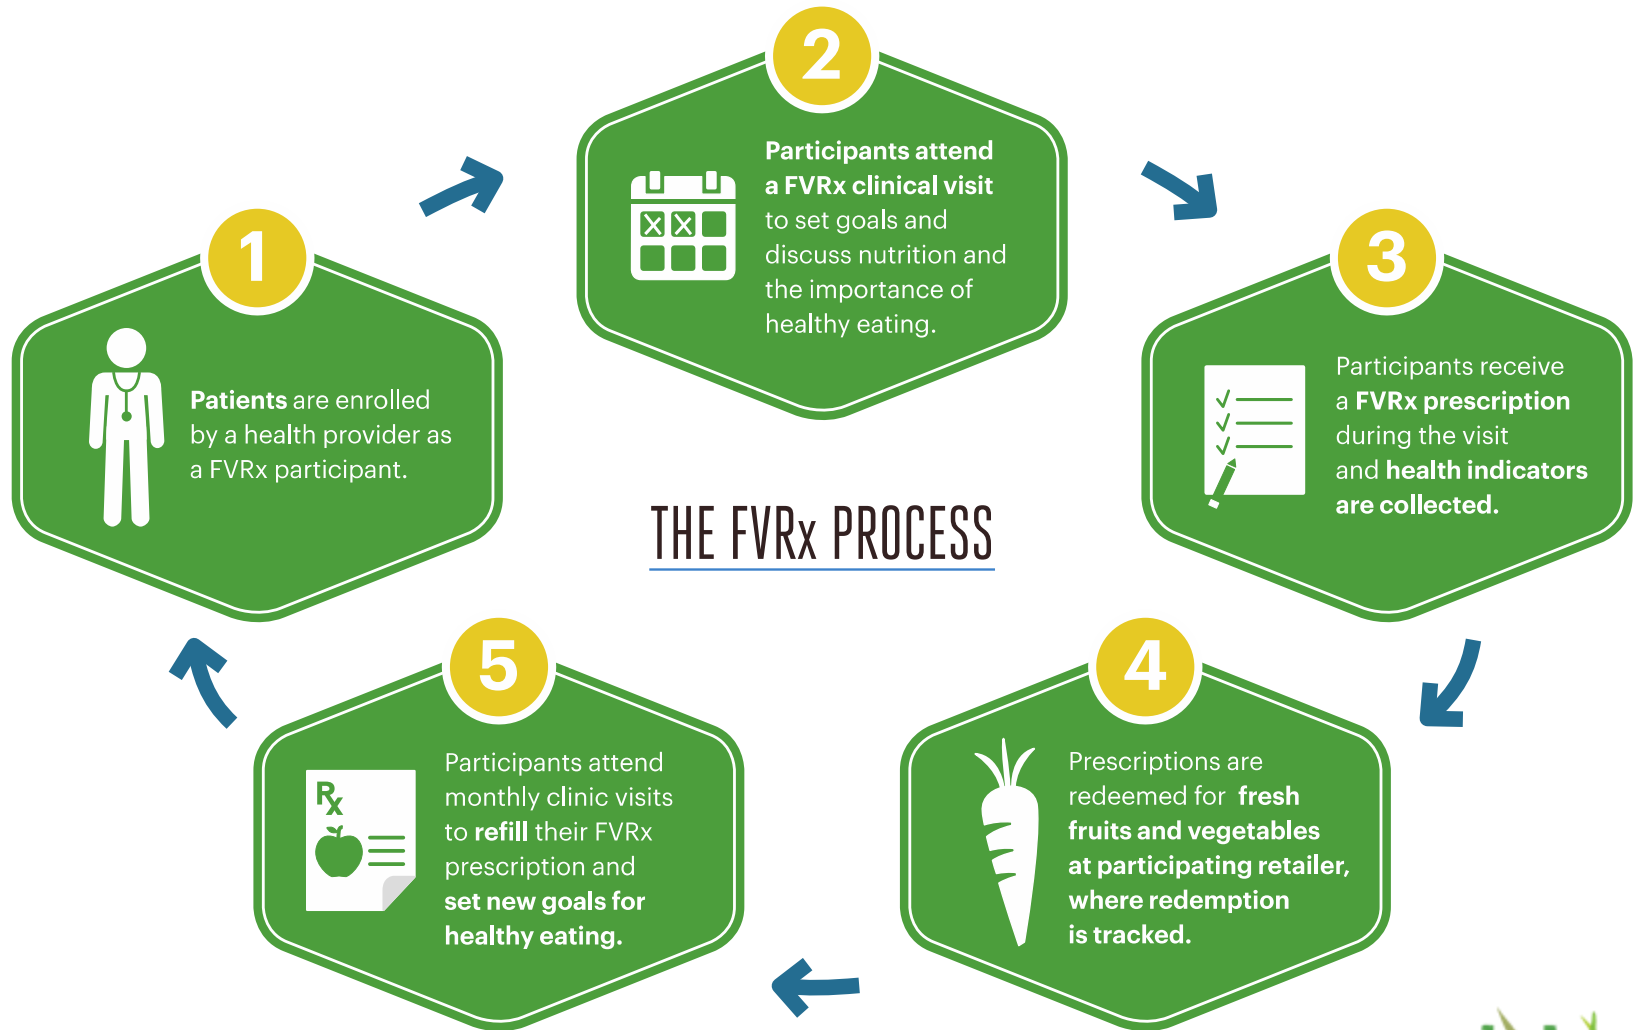 1
Patients are enrolled
by a health provider as
a FVRx participant.
2
Participants attend
a FVRx clinical visit
to set goals and
discuss nutrition and
the importance of
healthy eating.
3
Participants receive
a FVRx prescription
during the visit
and health indicators
are collected.
THE FVRx PROCESS
4
Prescriptions are
redeemed for fresh
fruits and vegetables
at participating retailer,
where redemption
is tracked.
5
Rx
Participants attend
monthly clinic visits
to refill their FVRx
prescription and
set new goals for
healthy eating.